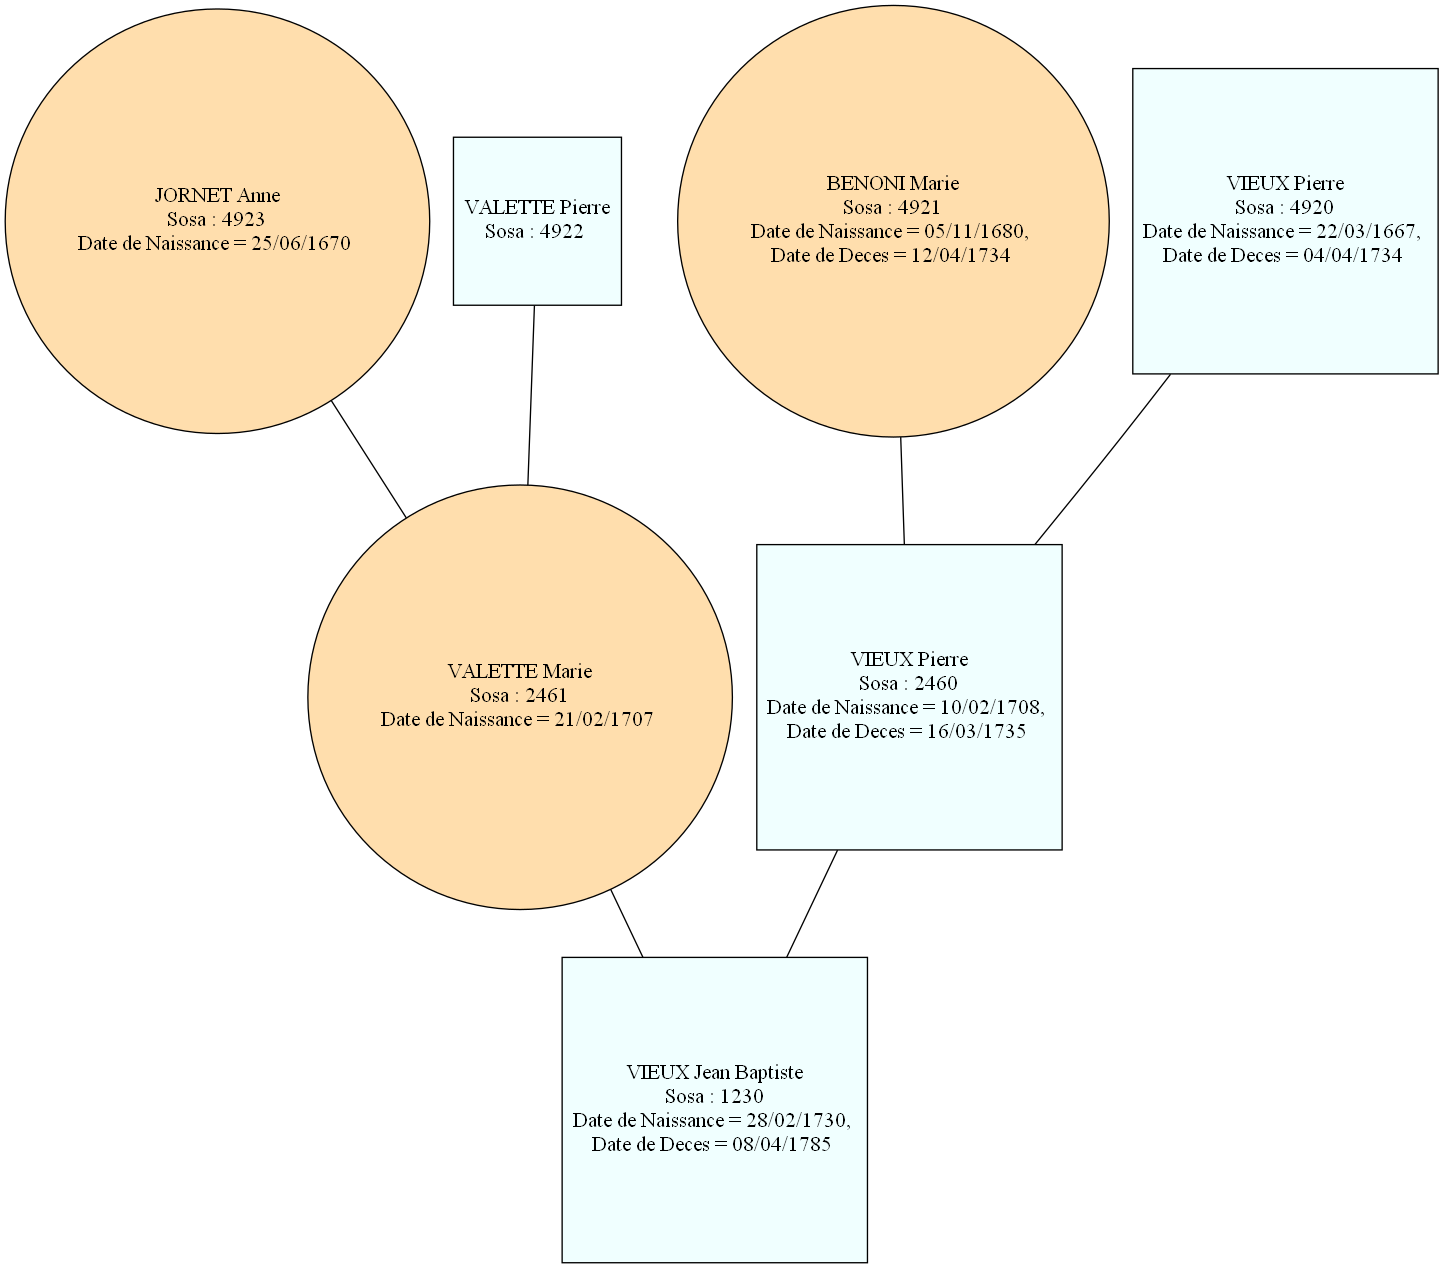 JORNET Anne
Sosa : 4923
Date de Naissance = 25/06/1670
VALETTE Pierre
Sosa : 4922
BENONI Marie
Sosa : 4921
Date de Naissance = 05/11/1680,
Date de Deces = 12/04/1734
VIEUX Pierre
Sosa : 4920
Date de Naissance = 22/03/1667,
Date de Deces = 04/04/1734
VALETTE Marie
Sosa : 2461
Date de Naissance = 21/02/1707
VIEUX Pierre
Sosa : 2460
Date de Naissance = 10/02/1708,
Date de Deces = 16/03/1735
VIEUX Jean Baptiste
Sosa : 1230
Date de Naissance = 28/02/1730,
Date de Deces = 08/04/1785